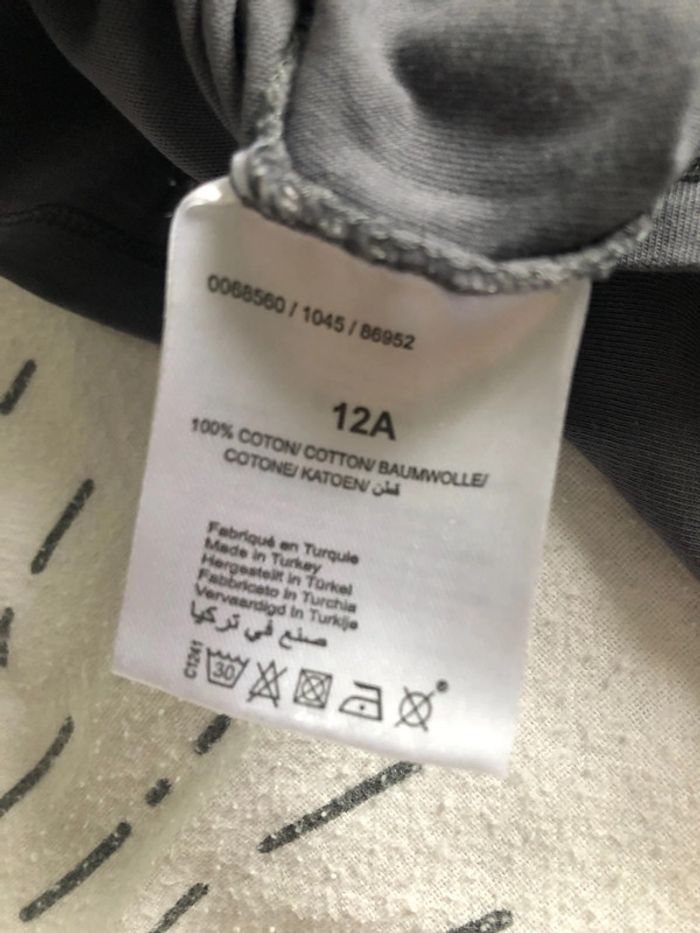 0068560 / 1045 / 86952
12A
100% COTON/ COTTON/ BAUMWOLLE/
COTONE/ KATOEN/ قطن
Fabriqué en Turquie
Made in Turkey
Hergestellt in Türkei
Fabbricato in Turchia
Vervaardigd in Turkije
صنع في تركيا
C1241
30